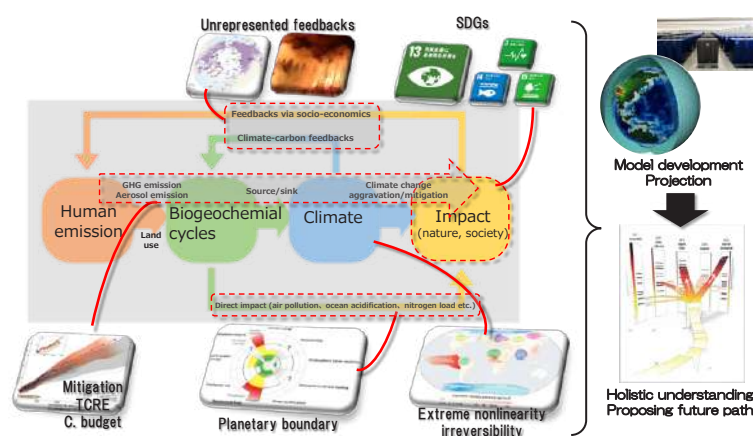 Unrepresented feedbacks
SDGs
13
Feedbacks via socio-economics
Climate-carbon feedbacks
GHG emission
Aerosol emission
Source/sink
Climate change
aggravation/mitigation
Human
emission
Land
use
Biogeochemical
cycles
Climate
Impact
(nature, society)
Direct impact (air pollution, ocean acidification, nitrogen load etc.)
Mitigation
TCRE
C. budget
Planetary boundary
Extreme nonlinearity
irreversibility
Model development
Projection
Holistic understanding
Proposing future path